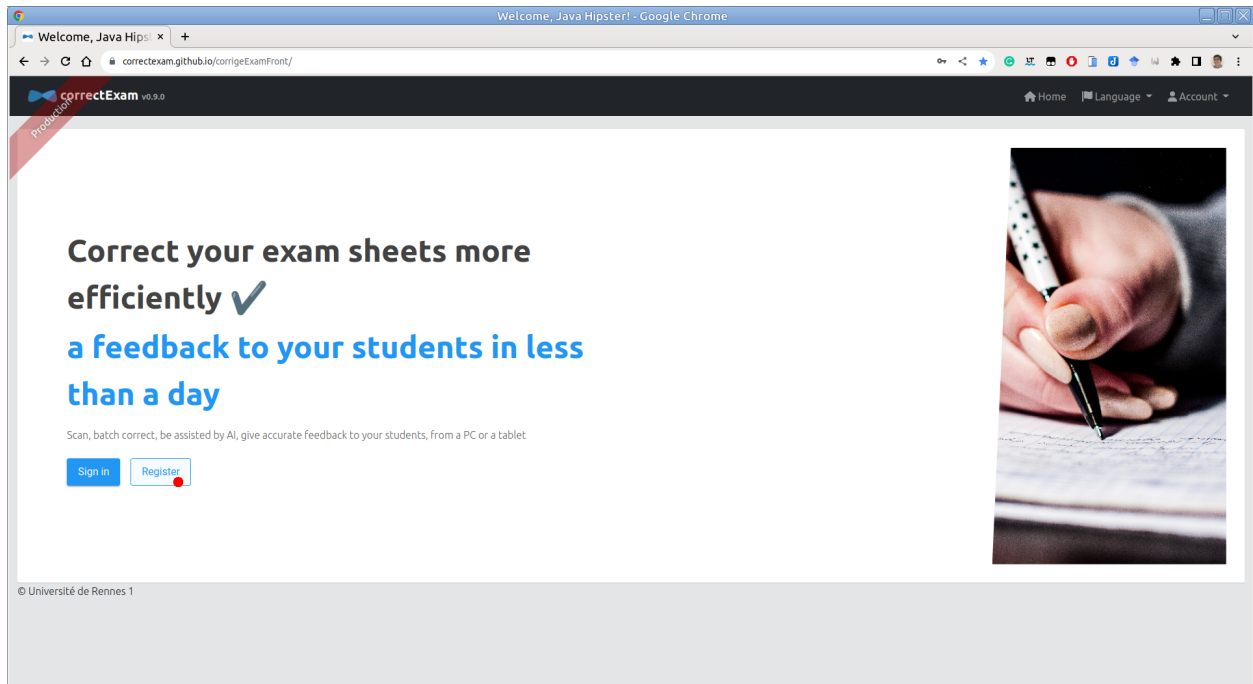 Welcome, Java Hipster! - Google Chrome
Welcome, Java Hips
correctexam.github.io/corrigeExamFront/
correctExam v0.9.0
Home Language Account
Production
Correct your exam sheets more
efficiently ✔
a feedback to your students in less
than a day
Scan, batch correct, be assisted by AI, give accurate feedback to your students, from a PC or a tablet
Sign in Register
© Université de Rennes 1